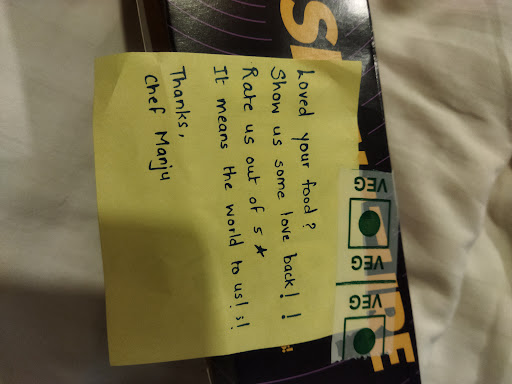 Loved your food?
Show us some love back!!
Rate us out of 5 ★
It means the world to us!s!
Thanks,
Chef Manju
VEG
VEG
VEG